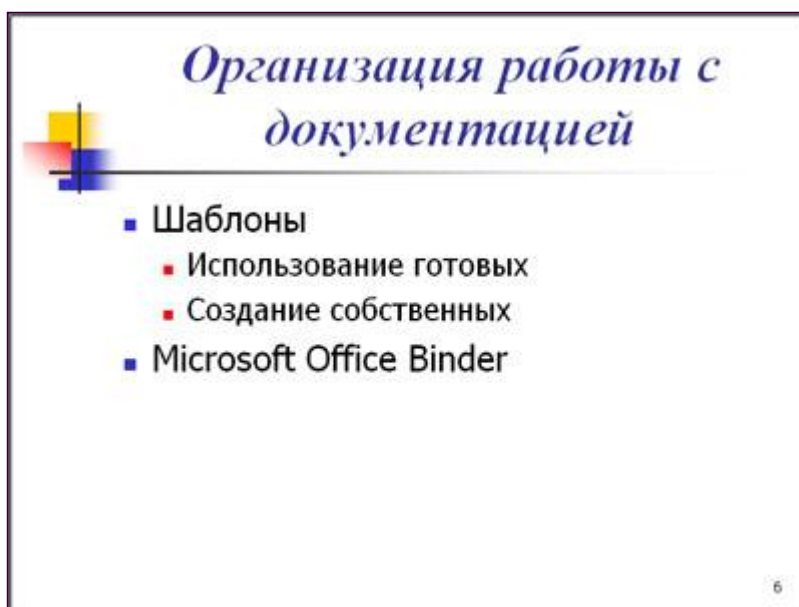 Организация работы с
документацией
Шаблоны
Использование готовых
Создание собственных
Microsoft Office Binder
6